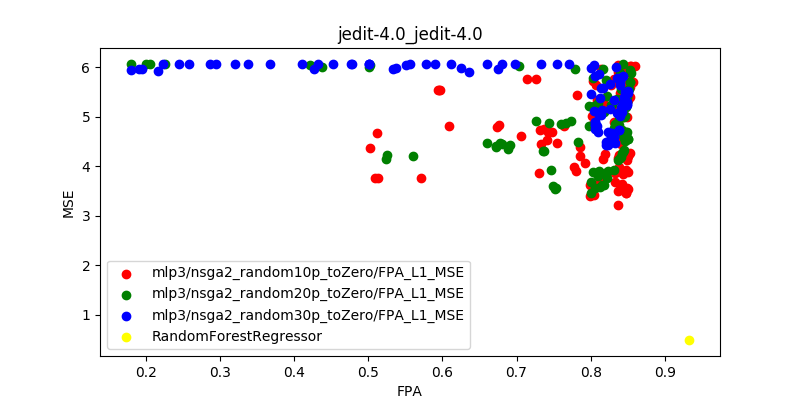 jedit-4.0_jedit-4.0
6
5
4
3
2
1
MSE
mlp3/nsga2_random10p_toZero/FPA_L1_MSE
mlp3/nsga2_random20p_toZero/FPA_L1_MSE
mlp3/nsga2_random30p_toZero/FPA_L1_MSE
RandomForestRegressor
0.2 0.3 0.4 0.5 0.6 0.7 0.8 0.9
FPA